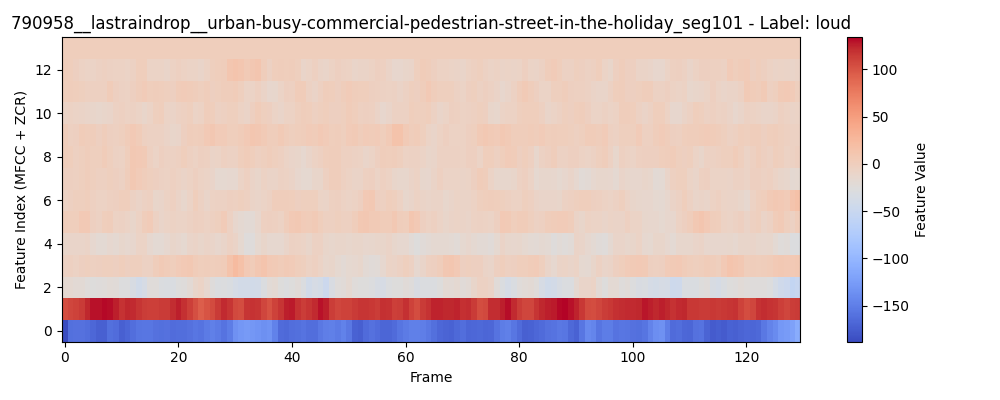 790958__lastraindrop__urban-busy-commercial-pedestrian-street-in-the-holiday_seg101 - Label: loud
Feature Index (MFCC + ZCR)
12
10
8
6
4
2
0
0 20 40 60 80 100 120
Frame
100
50
0
−50
−100
−150
Feature Value